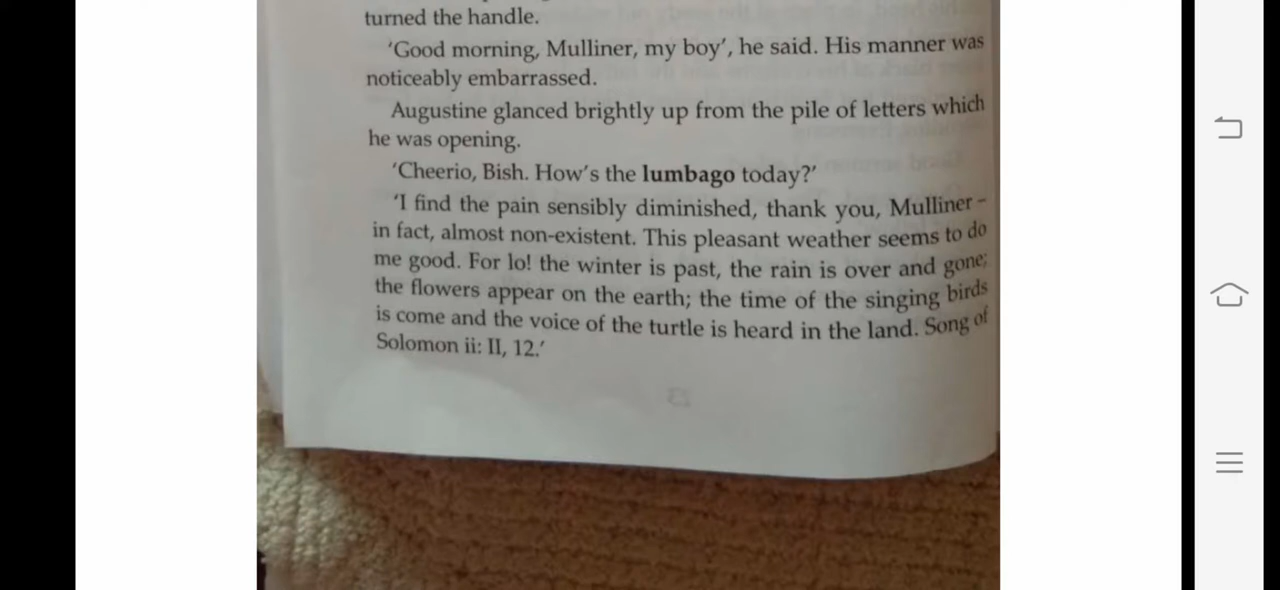 turned the handle.
'Good morning, Mulliner, my boy', he said. His manner was
noticeably embarrassed.
Augustine glanced brightly up from the pile of letters which
he was opening.
'Cheerio, Bish. How's the lumbago today?'
'I find the pain sensibly diminished, thank you, Mulliner –
in fact, almost non-existent. This pleasant weather seems to do
me good. For lo! the winter is past, the rain is over and gone;
the flowers appear on the earth; the time of the singing birds
is come and the voice of the turtle is heard in the land. Song of
Solomon ii: II, 12.'